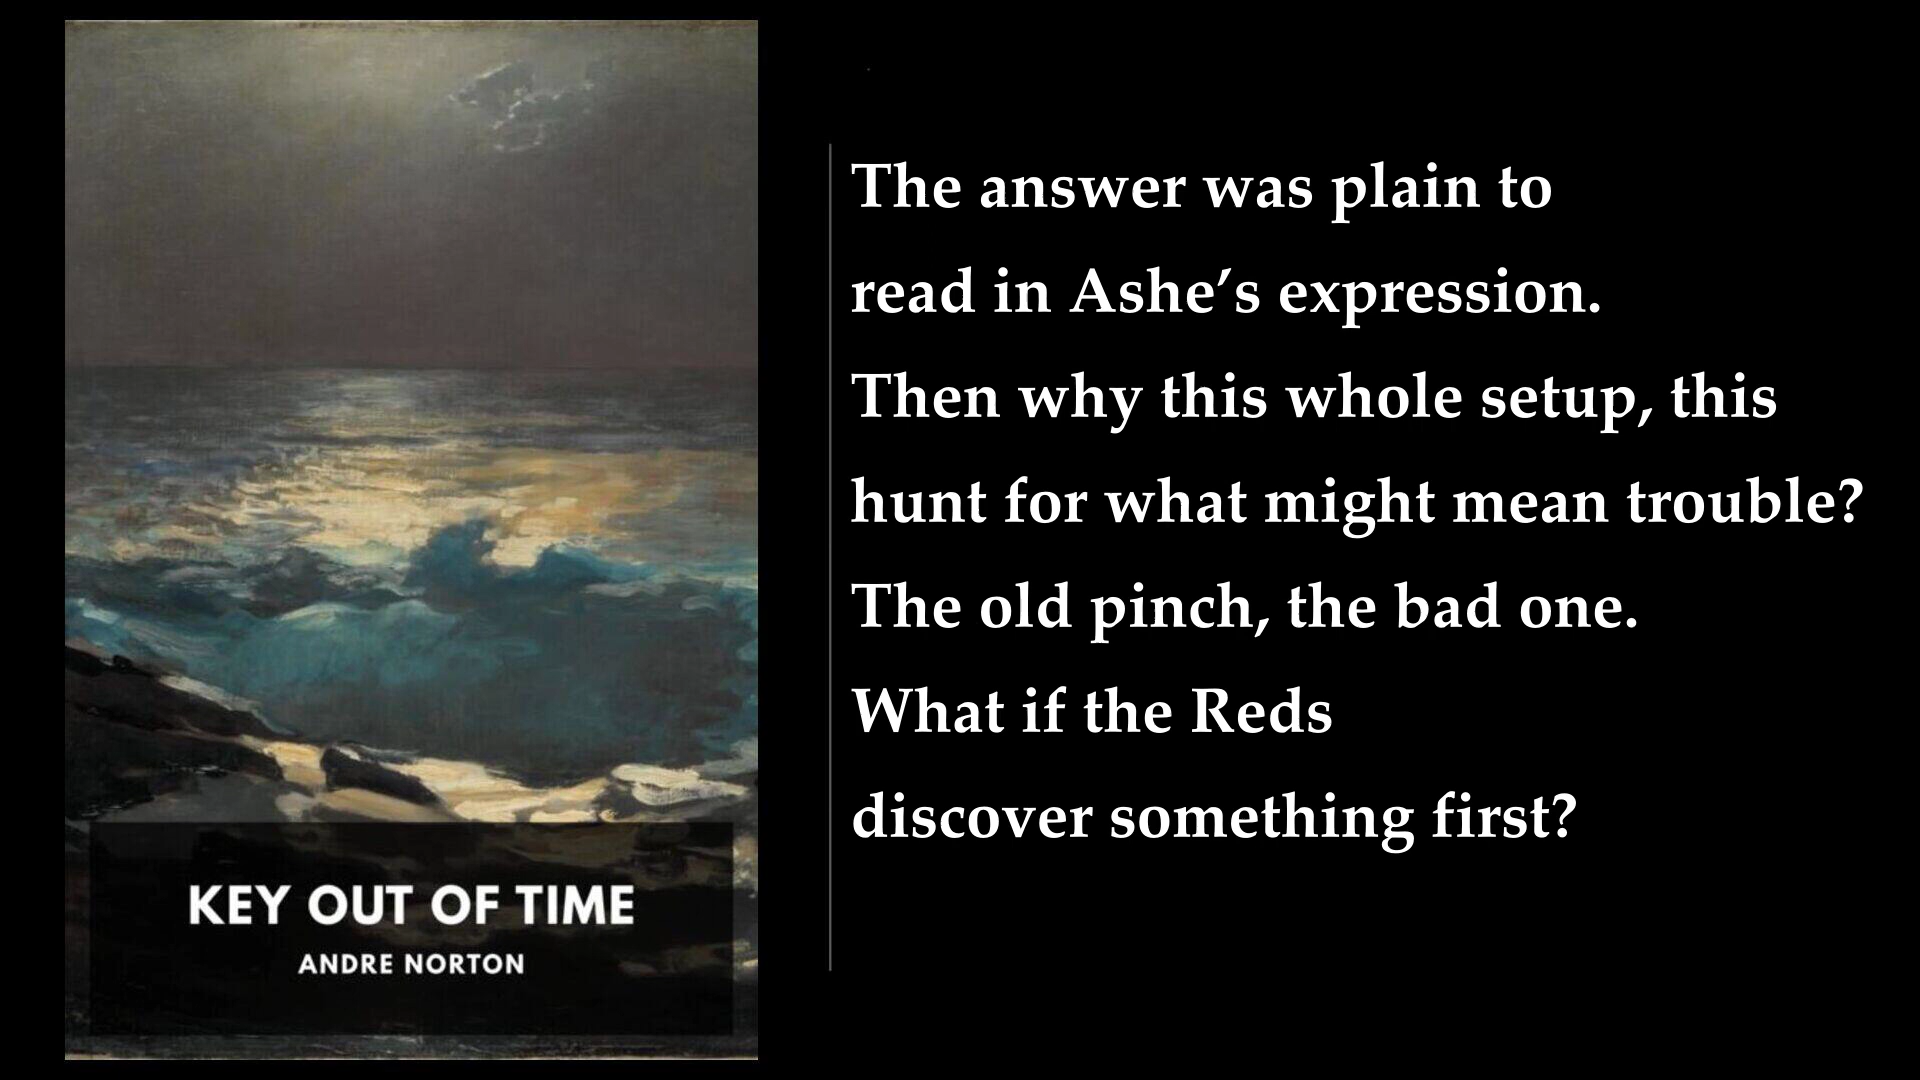 KEY OUT OF TIME
ANDRE NORTON
The answer was plain to
read in Ashe’s expression.
Then why this whole setup, this
hunt for what might mean trouble?
The old pinch, the bad one.
What if the Reds
discover something first?